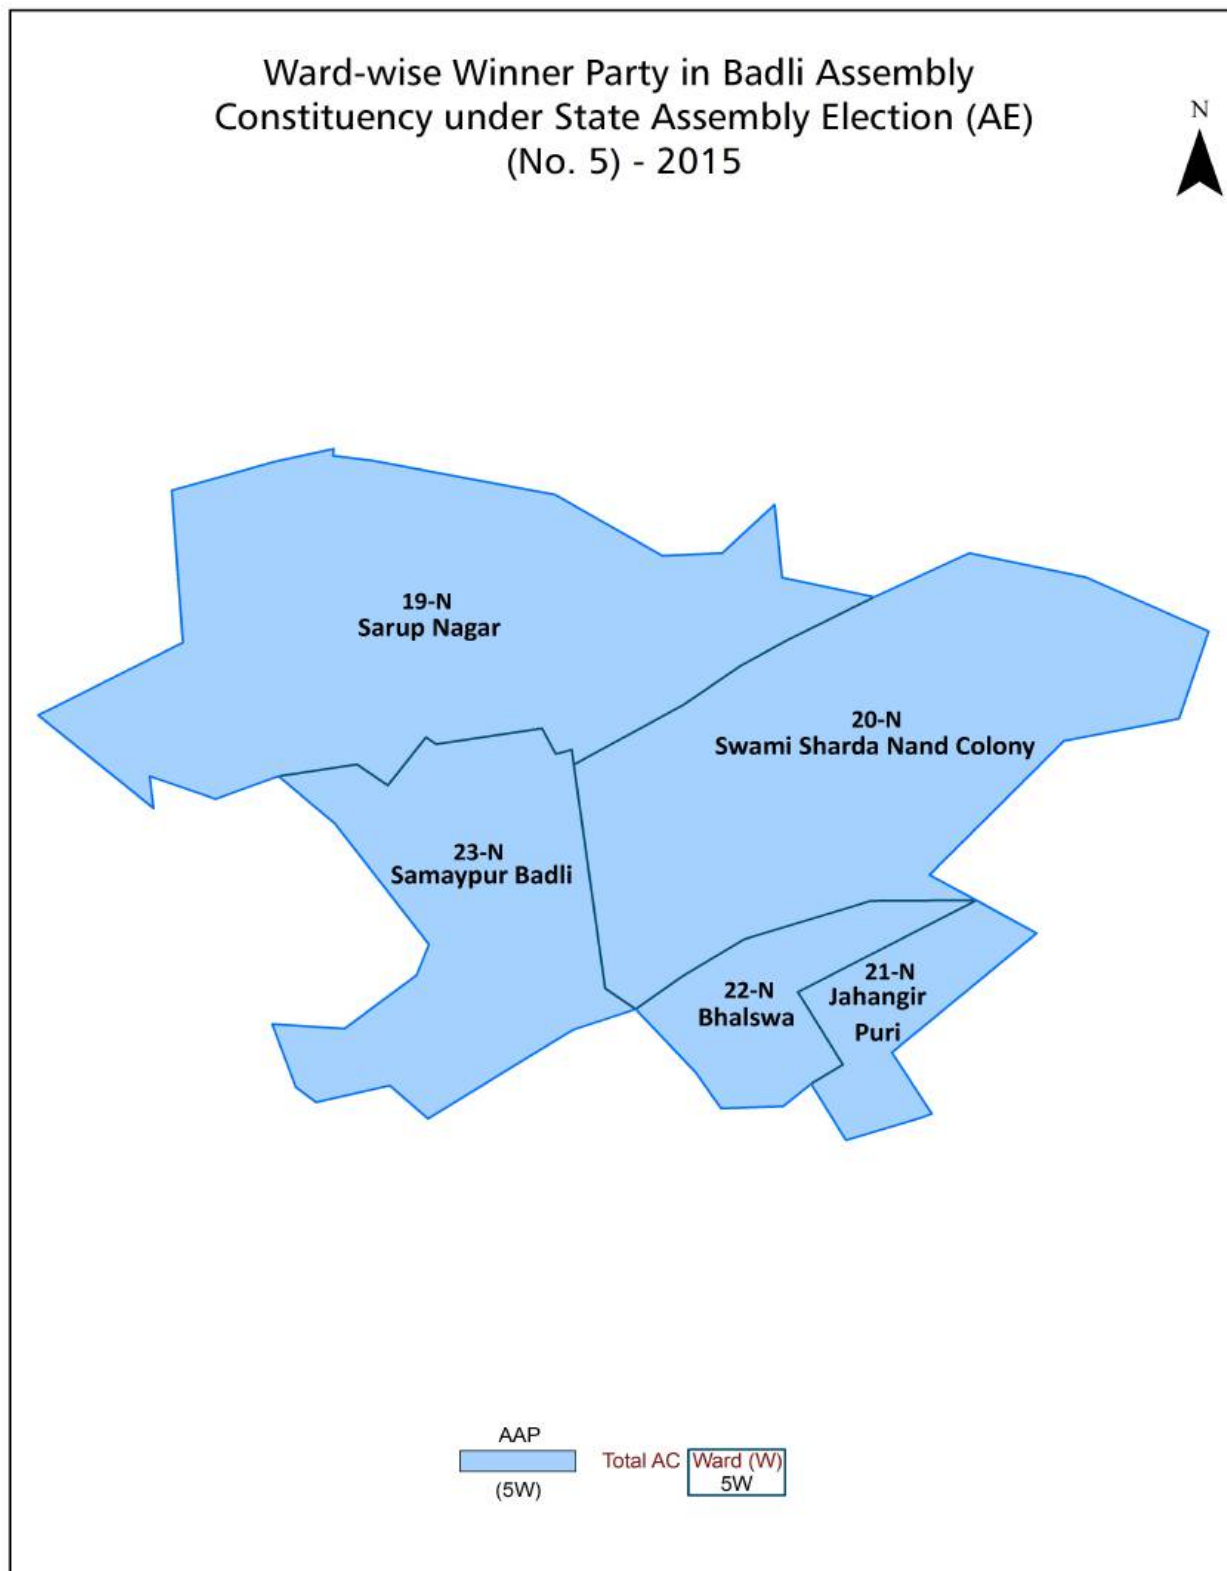 Ward-wise Winner Party in Badli Assembly
Constituency under State Assembly Election (AE)
(No. 5) - 2015
N
19-N
Sarup Nagar
20-N
Swami Sharda Nand Colony
23-N
Samaypur Badli
21-N
Jahangir
Puri
22-N
Bhalswa
AAP
(5W)
Total AC
Ward (W)
5W